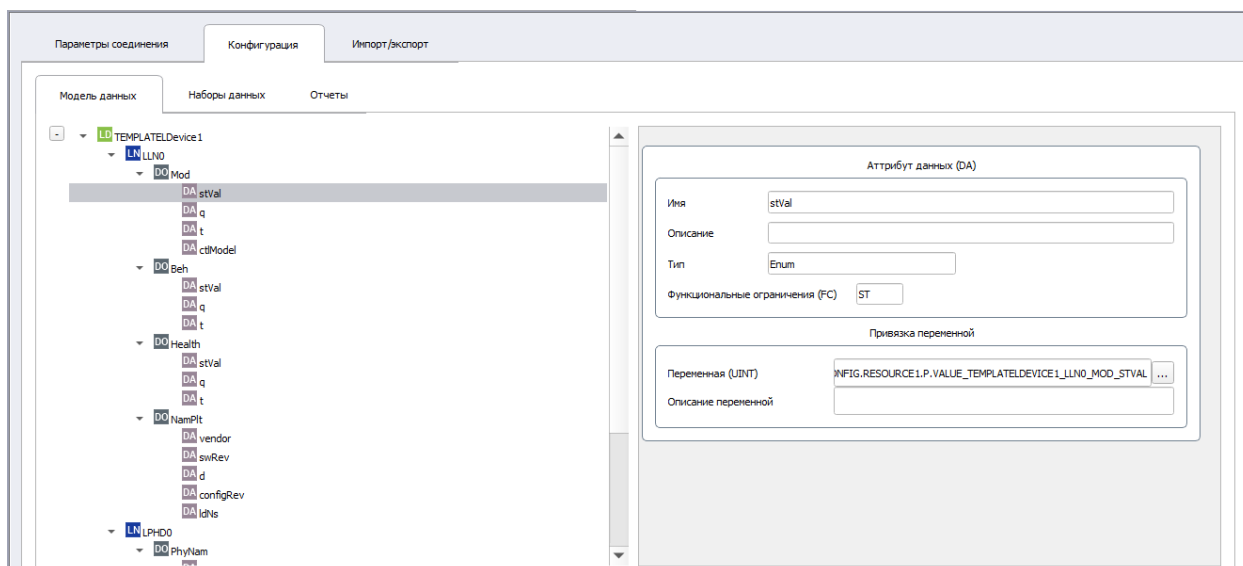 Параметры соединения
Конфигурация
Импорт/экспорт
Модель данных
Наборы данных
Отчеты
-
LD TEMPLATELDevice1
LN LLN0
DO Mod
DA stVal
DA q
DA t
DA ctlModel
DO Beh
DA stVal
DA q
DA t
DO Health
DA stVal
DA q
DA t
DO NamPlt
DA vendor
DA swRev
DA d
DA configRev
DA ldNs
LN LPHD0
DO PhyNam
Аттрибут данных (DA)
Имя stVal
Описание
Тип Enum
Функциональные ограничения (FC) ST
Привязка переменной
Переменная (UINT) NFIG.RESOURCE1.P.VALUE_TEMPLATELDEVICE1_LLN0_MOD_STVAL ...
Описание переменной